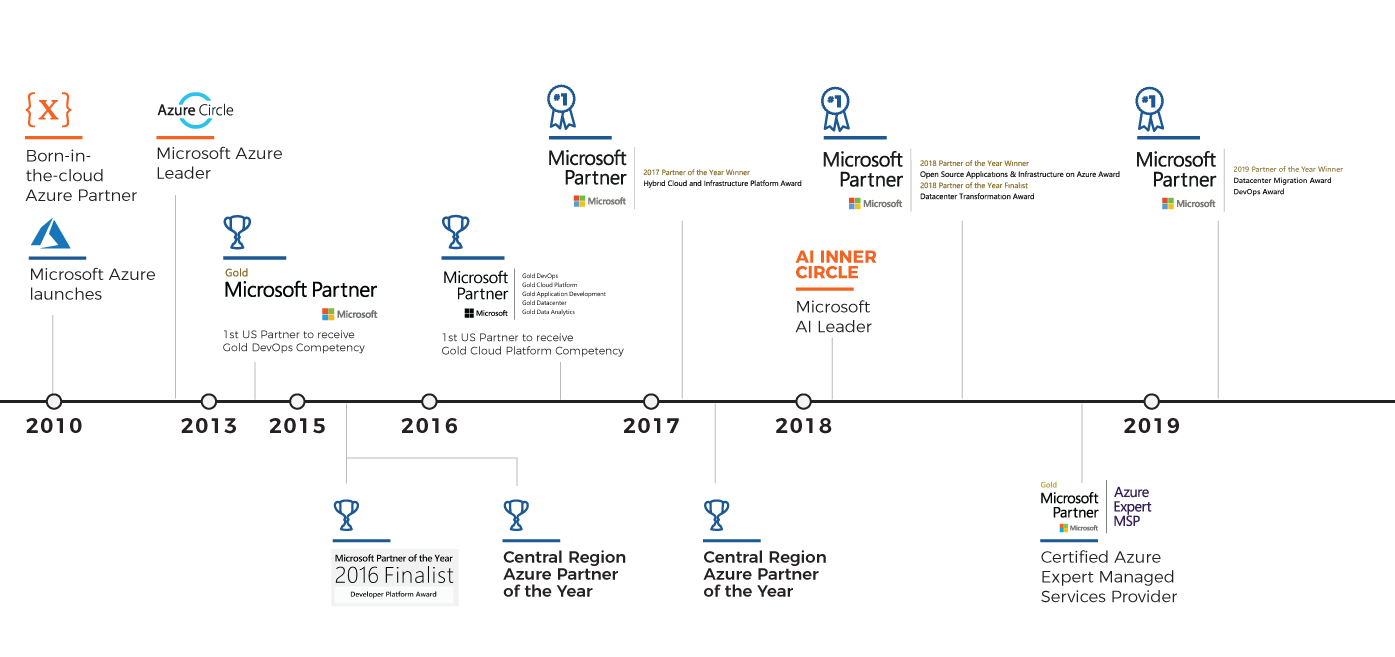 {x}
Born-in-
the-cloud
Azure Partner
Microsoft Azure
launches
Azure Circle
Microsoft Azure
Leader
Gold
Microsoft Partner
Microsoft
1st US Partner to receive
Gold DevOps Competency
Microsoft
Partner
Microsoft
Gold DevOps
Gold Cloud Platform
Gold Application Development
Gold Datacenter
Gold Data Analytics
1st US Partner to receive
Gold Cloud Platform Competency
#1
Microsoft
Partner
Microsoft
2017 Partner of the Year Winner
Hybrid Cloud and Infrastructure Platform Award
#1
Microsoft
Partner
Microsoft
2018 Partner of the Year Winner
Open Source Applications & Infrastructure on Azure Award
2018 Partner of the Year Finalist
Datacenter Transformation Award
AI INNER
CIRCLE
Microsoft
AI Leader
#1
Microsoft
Partner
Microsoft
2019 Partner of the Year Winner
Datacenter Migration Award
DevOps Award
2010
2013
2015
2016
2017
2018
2019
Microsoft Partner of the Year
2016 Finalist
Developer Platform Award
Central Region
Azure Partner
of the Year
Central Region
Azure Partner
of the Year
Gold
Microsoft
Partner
Microsoft
Azure
Expert
MSP
Certified Azure
Expert Managed
Services Provider